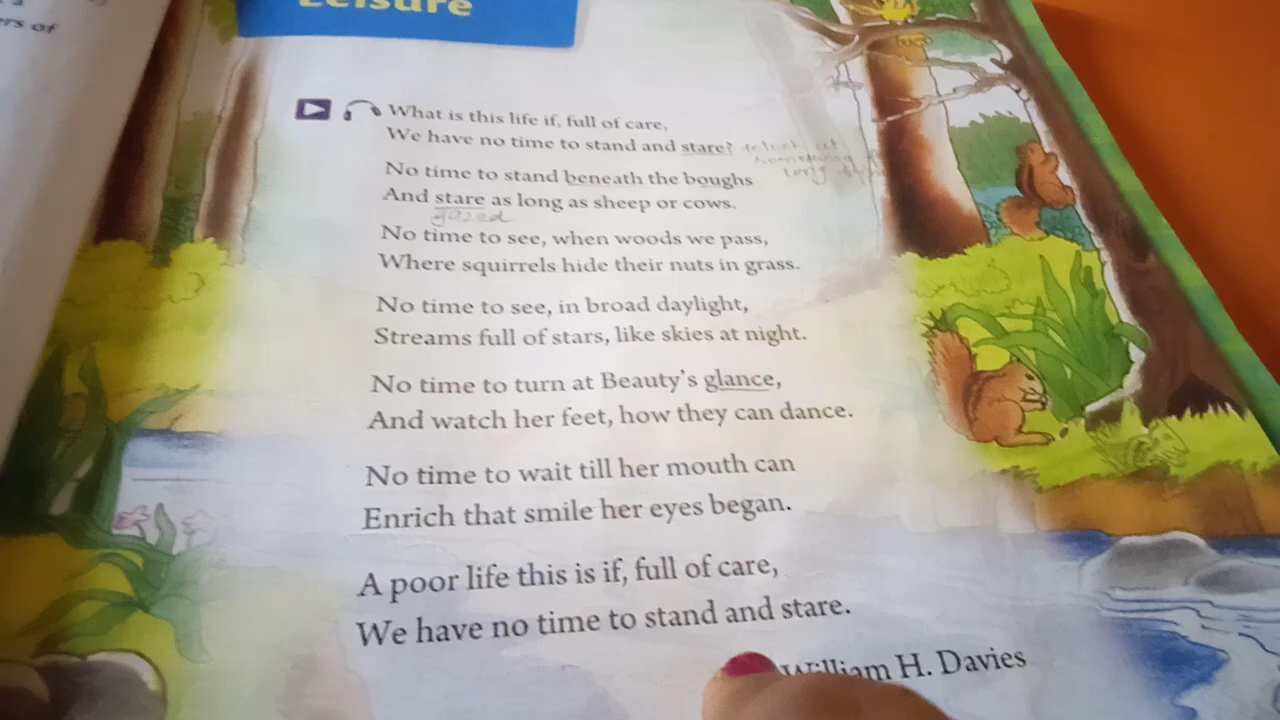 ers of
Leisure
What is this life if, full of care,
We have no time to stand and stare?
No time to stand beneath the boughs
And stare as long as sheep or cows.
gazed
No time to see, when woods we pass,
Where squirrels hide their nuts in grass.
No time to see, in broad daylight,
Streams full of stars, like skies at night.
No time to turn at Beauty's glance,
And watch her feet, how they can dance.
No time to wait till her mouth can
Enrich that smile her eyes began.
A poor life this is if, full of care,
We have no time to stand and stare.
William H. Davies